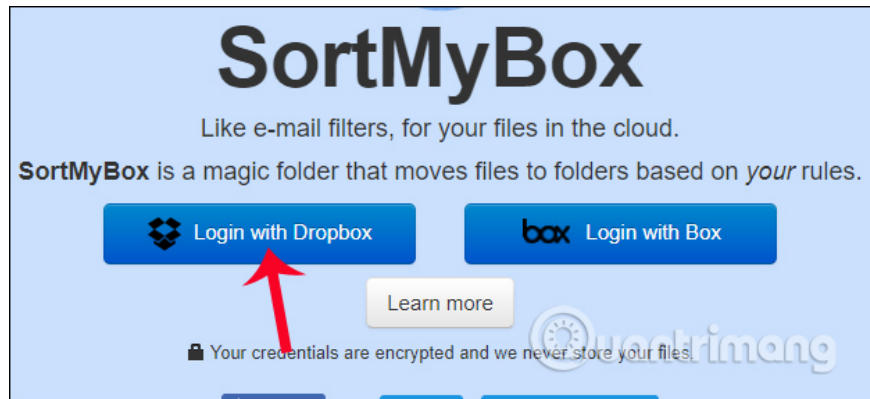 SortMyBox
Like e-mail filters, for your files in the cloud.
SortMyBox is a magic folder that moves files to folders based on your rules.
Login with Dropbox
box Login with Box
Learn more
Your credentials are encrypted and we never store your files.
Quantrimang